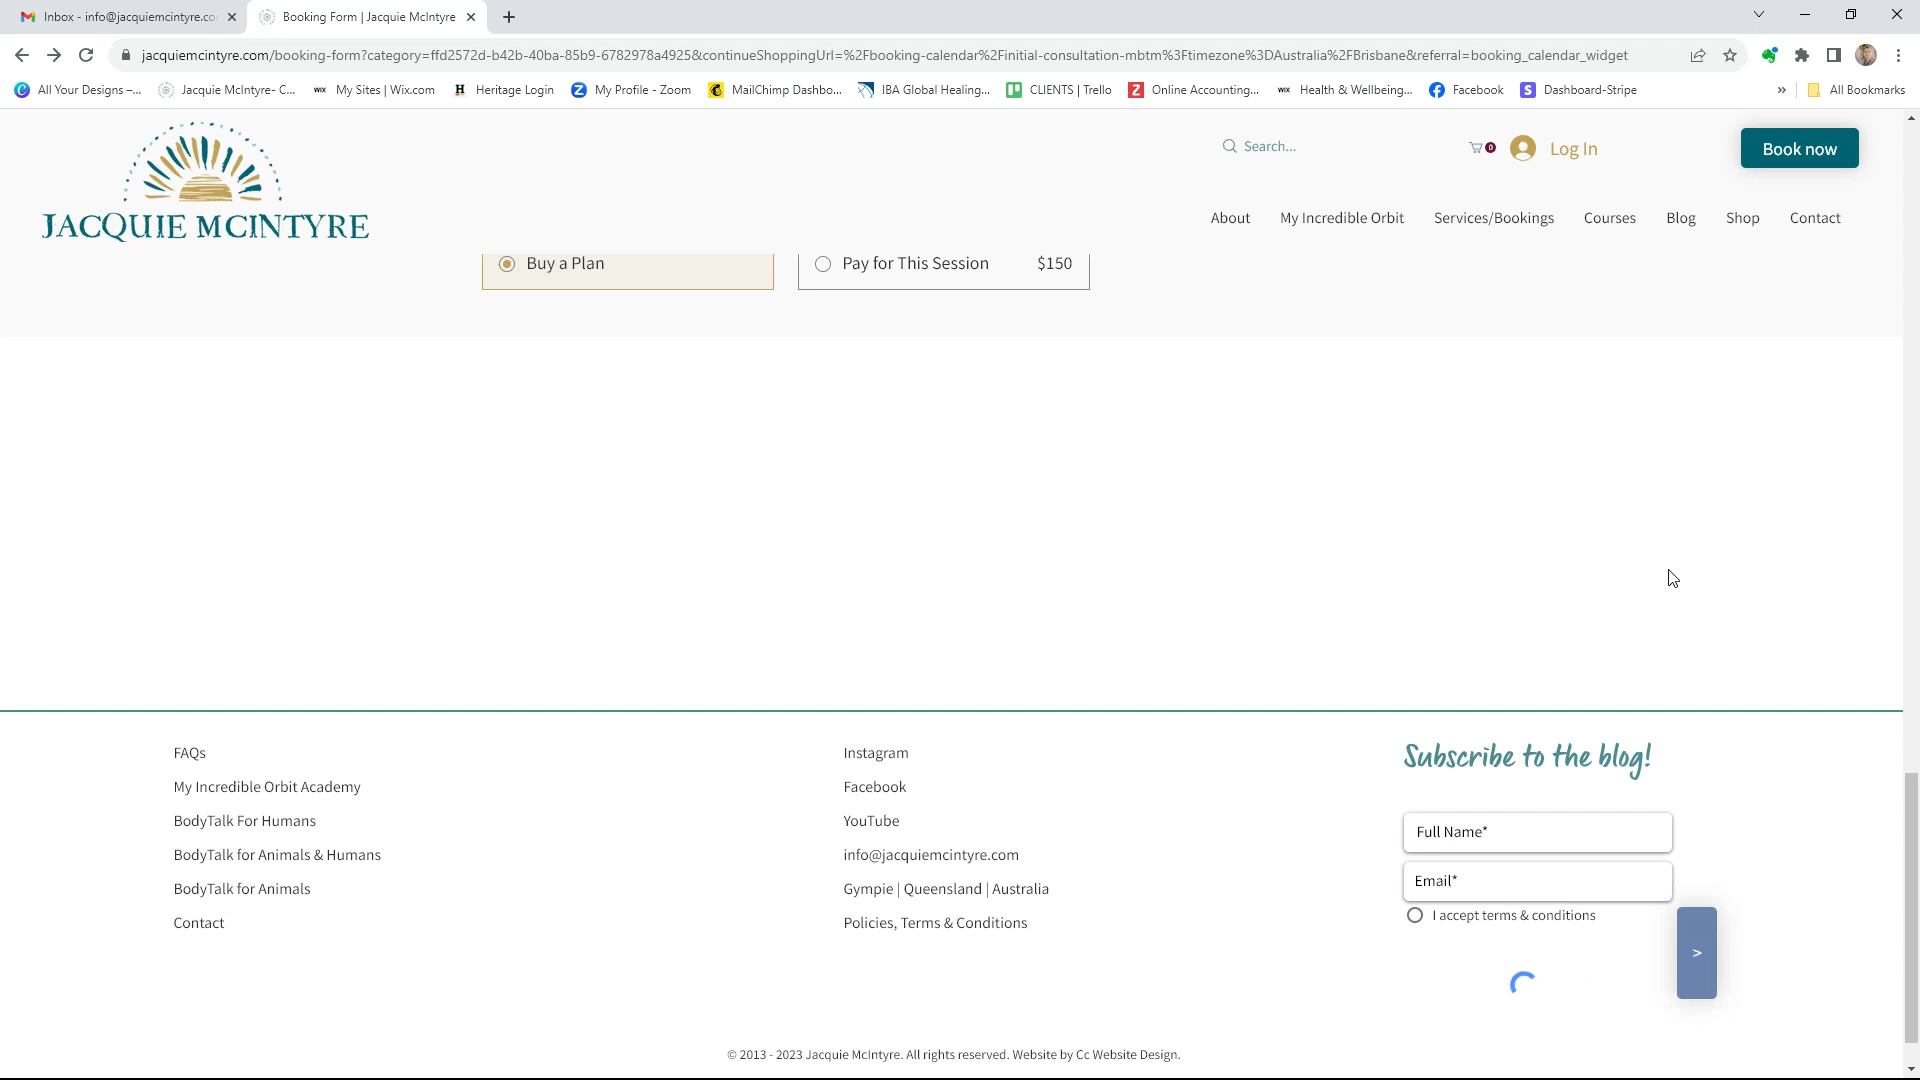 Inbox - info@jacquiemcintyre.co
Booking Form | Jacquie McIntyre
jacquiemcintyre.com/booking-form?category=ffd2572d-b42b-40ba-85b9-6782978a4925&continueShoppingUrl=%2Fbooking-calendar%2Finitial-consultation-mbtm%3Ftimezone%3DAustralia%2FBrisbane&referral=booking_calendar_widget
All Your Designs –...
Jacquie McIntyre- C...
WIX My Sites | Wix.com
H Heritage Login
Z My Profile - Zoom
MailChimp Dashbo...
IBA Global Healing...
CLIENTS | Trello
Z Online Accounting...
WIX Health & Wellbeing...
Facebook
S Dashboard-Stripe
»
All Bookmarks
JACQUIE MCINTYRE
Search...
0
Log In
Book now
About
My Incredible Orbit
Services/Bookings
Courses
Blog
Shop
Contact
Buy a Plan
Pay for This Session $150
FAQs
My Incredible Orbit Academy
BodyTalk For Humans
BodyTalk for Animals & Humans
BodyTalk for Animals
Contact
Instagram
Facebook
YouTube
info@jacquiemcintyre.com
Gympie | Queensland | Australia
Policies, Terms & Conditions
Subscribe to the blog!
Full Name*
Email*
I accept terms & conditions
>
© 2013 - 2023 Jacquie McIntyre. All rights reserved. Website by Cc Website Design.